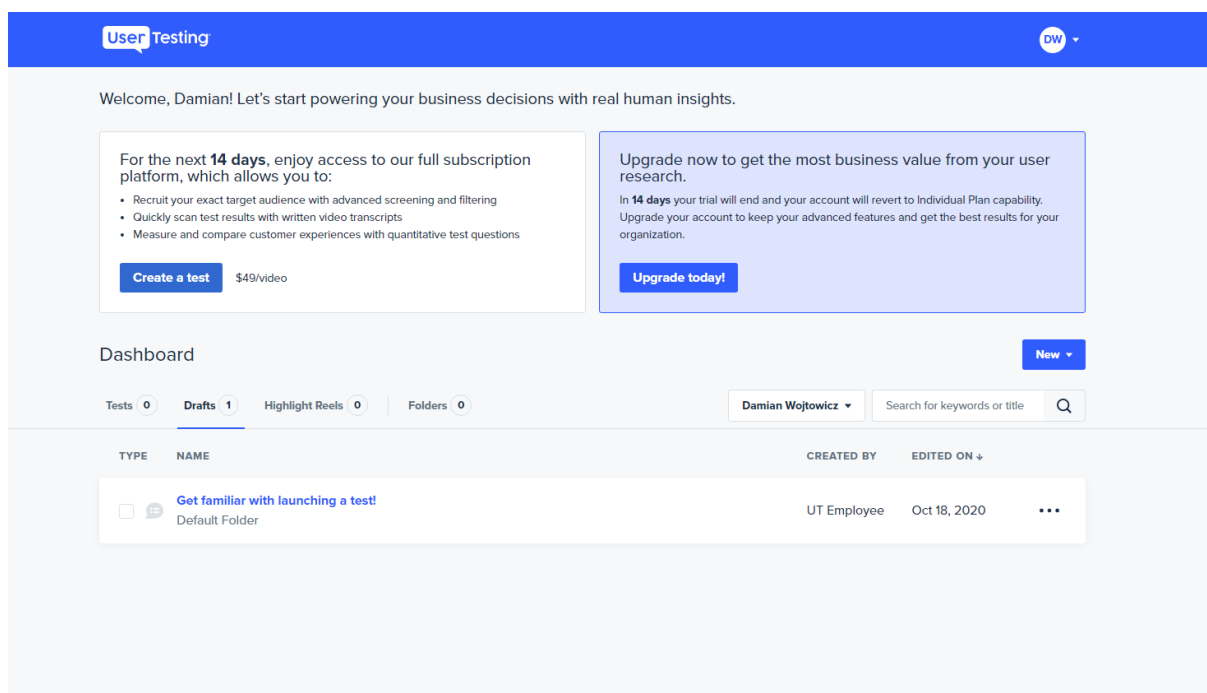 User Testing
DW
Welcome, Damian! Let's start powering your business decisions with real human insights.
For the next 14 days, enjoy access to our full subscription
platform, which allows you to:
• Recruit your exact target audience with advanced screening and filtering
• Quickly scan test results with written video transcripts
• Measure and compare customer experiences with quantitative test questions
Create a test $49/video
Upgrade now to get the most business value from your user
research.
In 14 days your trial will end and your account will revert to Individual Plan capability.
Upgrade your account to keep your advanced features and get the best results for your
organization.
Upgrade today!
Dashboard
New
Tests 0 Drafts 1 Highlight Reels 0 Folders 0
Damian Wojtowicz Search for keywords or title
TYPE NAME CREATED BY EDITED ON ↓
Get familiar with launching a test!
Default Folder
UT Employee Oct 18, 2020